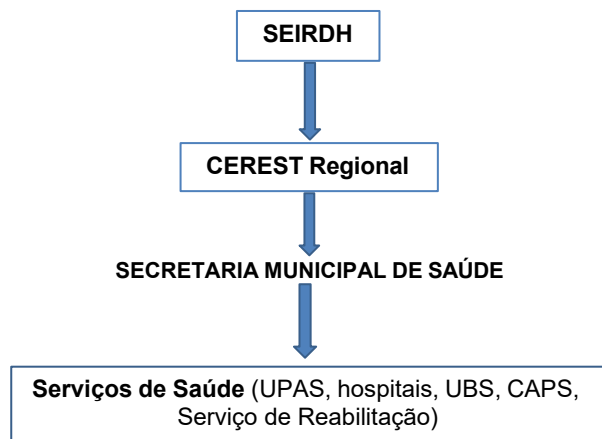 SEIRDH
CEREST Regional
SECRETARIA MUNICIPAL DE SAÚDE
Serviços de Saúde (UPAS, hospitais, UBS, CAPS,
Serviço de Reabilitação)